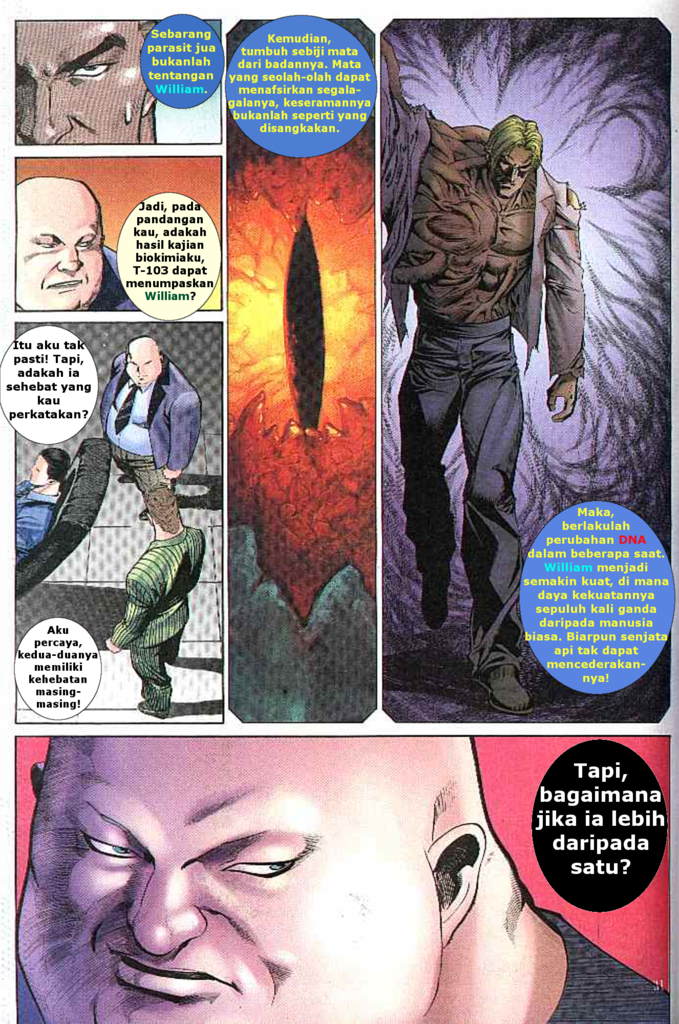 Sebarang
parasit jua
bukanlah
tentangan
William.
Kemudian,
tumbuh sebiji mata
dari badannya. Mata
yang seolah-olah dapat
menafsirkan segala-
galanya, keseramannya
bukanlah seperti yang
disangkakan.
Maka,
berlakulah
perubahan DNA
dalam beberapa saat.
William menjadi
semakin kuat, di mana
daya kekuatannya
sepuluh kali ganda
daripada manusia
biasa. Biarpun senjata
api tak dapat
mencederakan-
nya!
Jadi, pada
pandangan
kau, adakah
hasil kajian
biokimiaku,
T-103 dapat
menumpaskan
William?
Itu aku tak
pasti! Tapi,
adakah ia
sehebat yang
kau
perkatakan?
Aku
percaya,
kedua-duanya
memiliki
kehebatan
masing-
masing!
Tapi,
bagaimana
jika ia lebih
daripada
satu?
31